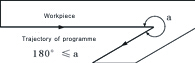 Workpiece
a
Trajectory of programme
180° ≤ a